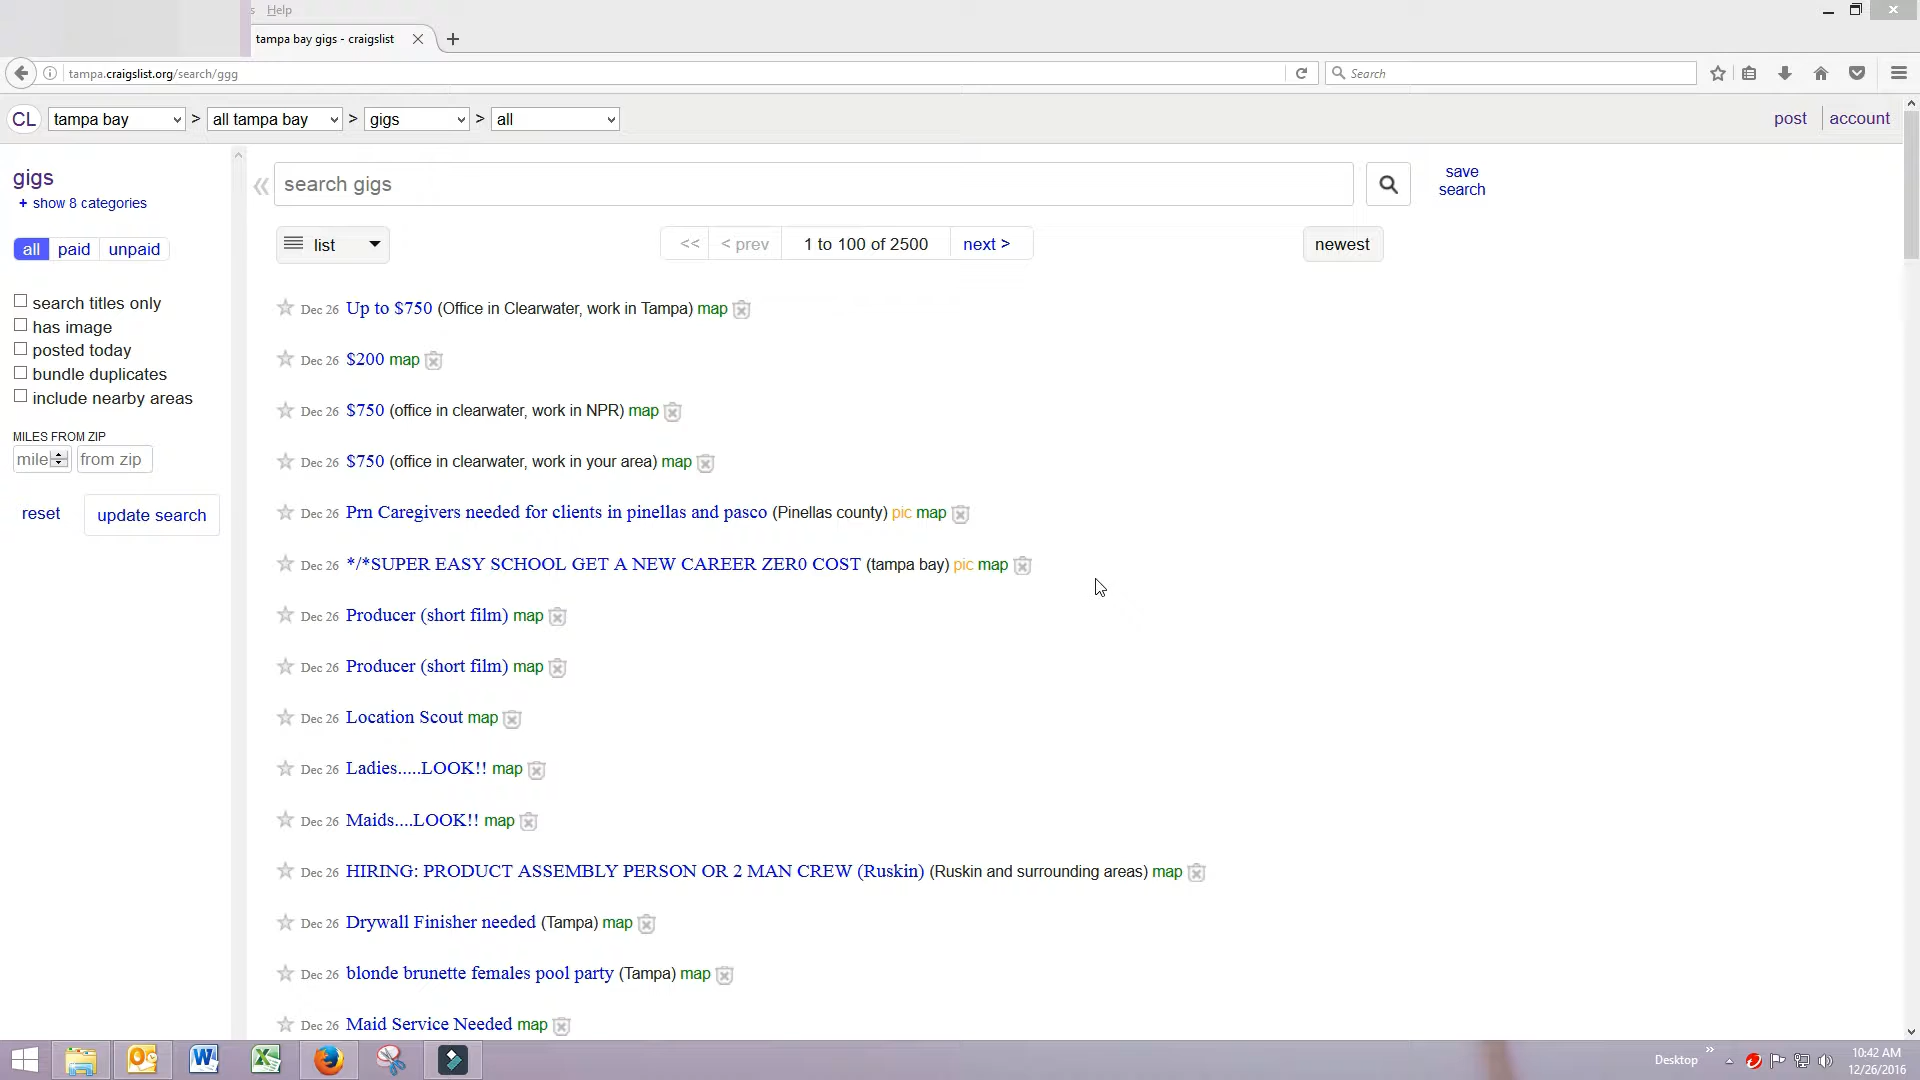 s Help
tampa bay gigs - craigslist
tampa.craigslist.org/search/ggg
Search
CL tampa bay > all tampa bay > gigs > all
post account
gigs
+ show 8 categories
all paid unpaid
search titles only
has image
posted today
bundle duplicates
include nearby areas
MILES FROM ZIP
mile from zip
reset update search
search gigs
save
search
list
<< < prev 1 to 100 of 2500 next >
newest
Dec 26 Up to $750 (Office in Clearwater, work in Tampa) map
Dec 26 $200 map
Dec 26 $750 (office in clearwater, work in NPR) map
Dec 26 $750 (office in clearwater, work in your area) map
Dec 26 Prn Caregivers needed for clients in pinellas and pasco (Pinellas county) pic map
Dec 26 */*SUPER EASY SCHOOL GET A NEW CAREER ZER0 COST (tampa bay) pic map
Dec 26 Producer (short film) map
Dec 26 Producer (short film) map
Dec 26 Location Scout map
Dec 26 Ladies.....LOOK!! map
Dec 26 Maids....LOOK!! map
Dec 26 HIRING: PRODUCT ASSEMBLY PERSON OR 2 MAN CREW (Ruskin) (Ruskin and surrounding areas) map
Dec 26 Drywall Finisher needed (Tampa) map
Dec 26 blonde brunette females pool party (Tampa) map
Dec 26 Maid Service Needed map
Desktop
10:42 AM
12/26/2016